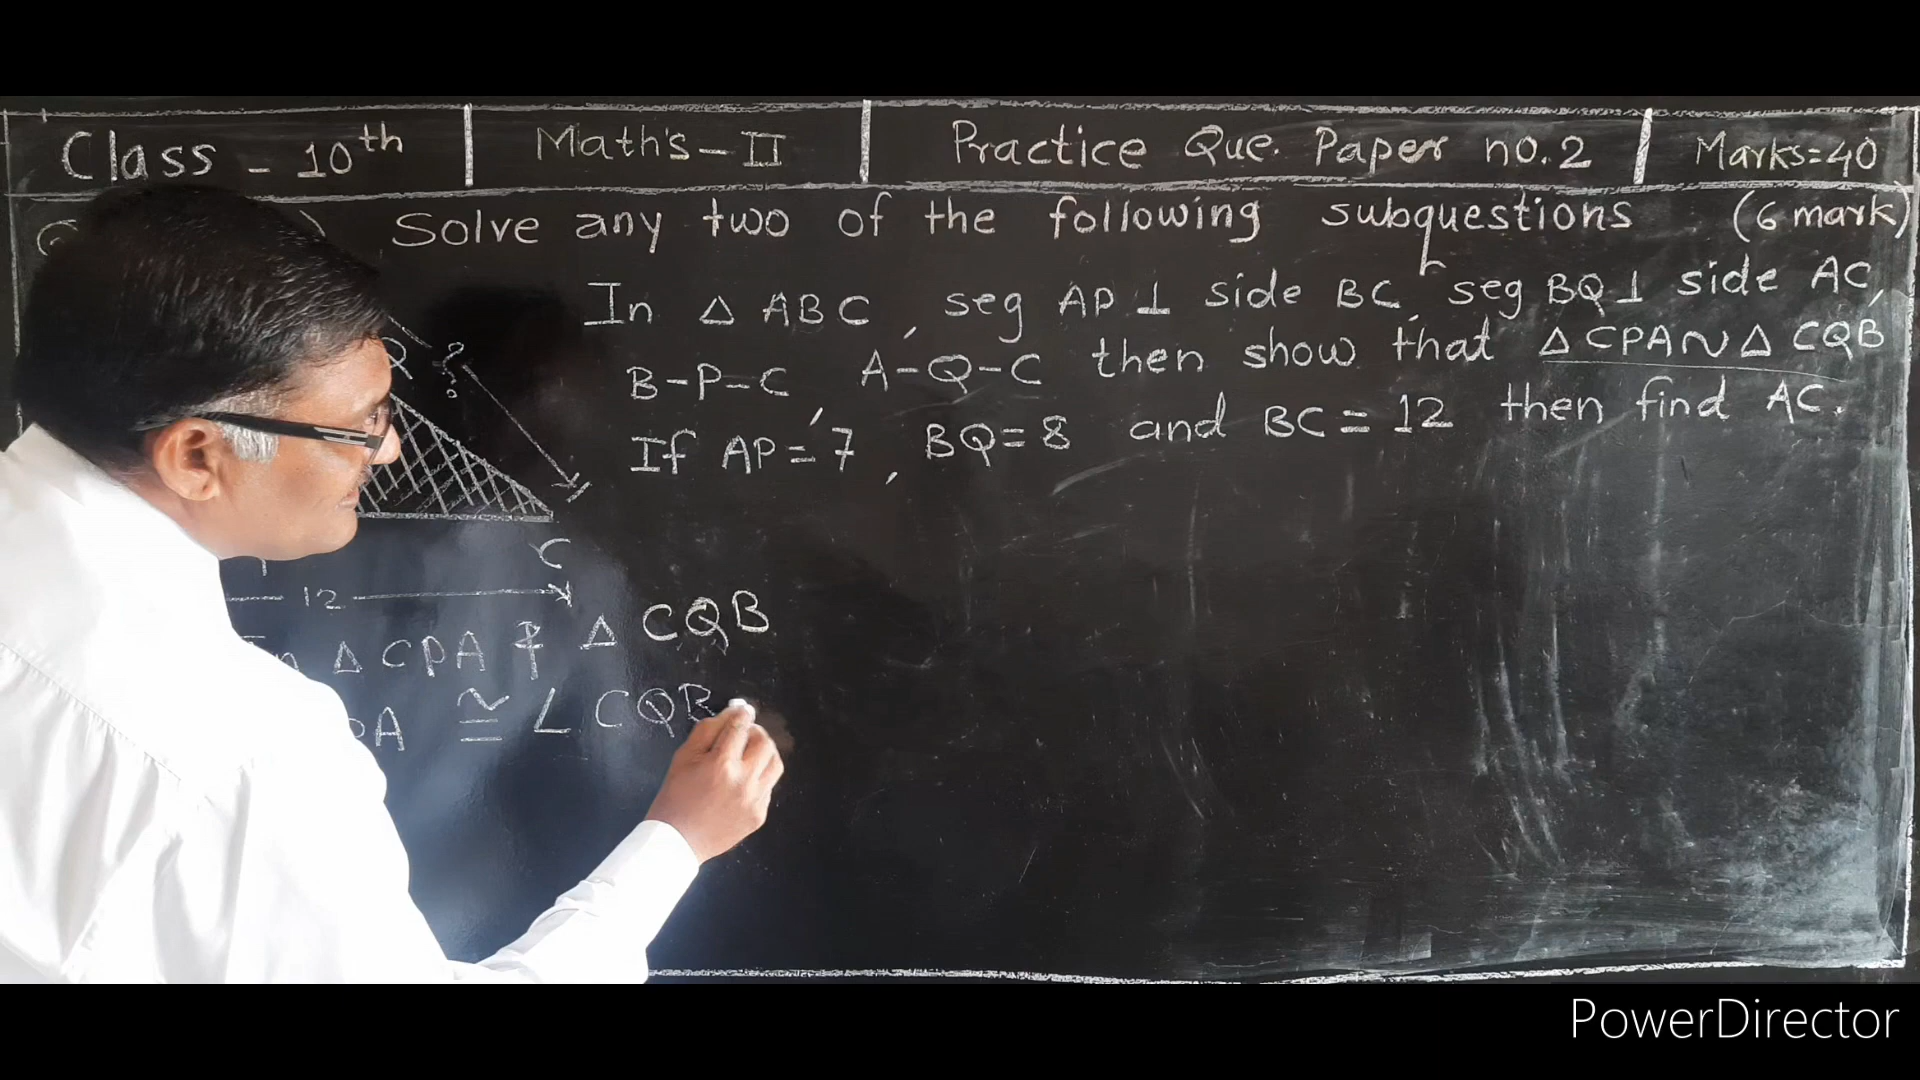 Class - 10th | Math's - II | Practice Que. Paper no.2 | Marks=40
Solve any two of the following subquestions (6 mark)
In △ ABC, seg AP ⊥ side BC, seg BQ ⊥ side AC,
B-P-C, A-Q-C then show that △ CPA ~ △ CQB
If AP = 7, BQ = 8 and BC = 12 then find AC.
Q ?
C
12
In △ CPA & △ CQB
PA ≅ ∠ CQB
PowerDirector